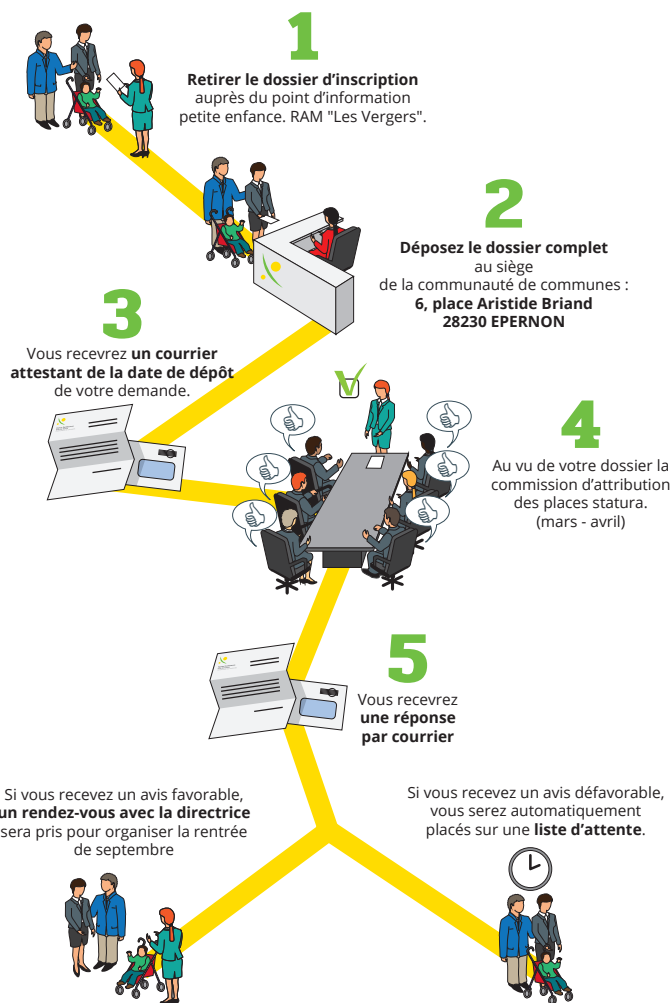 1
Retirer le dossier d'inscription
auprès du point d'information
petite enfance. RAM "Les Vergers".
2
Déposez le dossier complet
au siège
de la communauté de communes :
6, place Aristide Briand
28230 EPERNON
3
Vous recevrez un courrier
attestant de la date de dépôt
de votre demande.
4
Au vu de votre dossier la
commission d'attribution
des places statura.
(mars - avril)
5
Vous recevrez
une réponse
par courrier
Si vous recevez un avis favorable,
un rendez-vous avec la directrice
sera pris pour organiser la rentrée
de septembre
Si vous recevez un avis défavorable,
vous serez automatiquement
placés sur une liste d'attente.